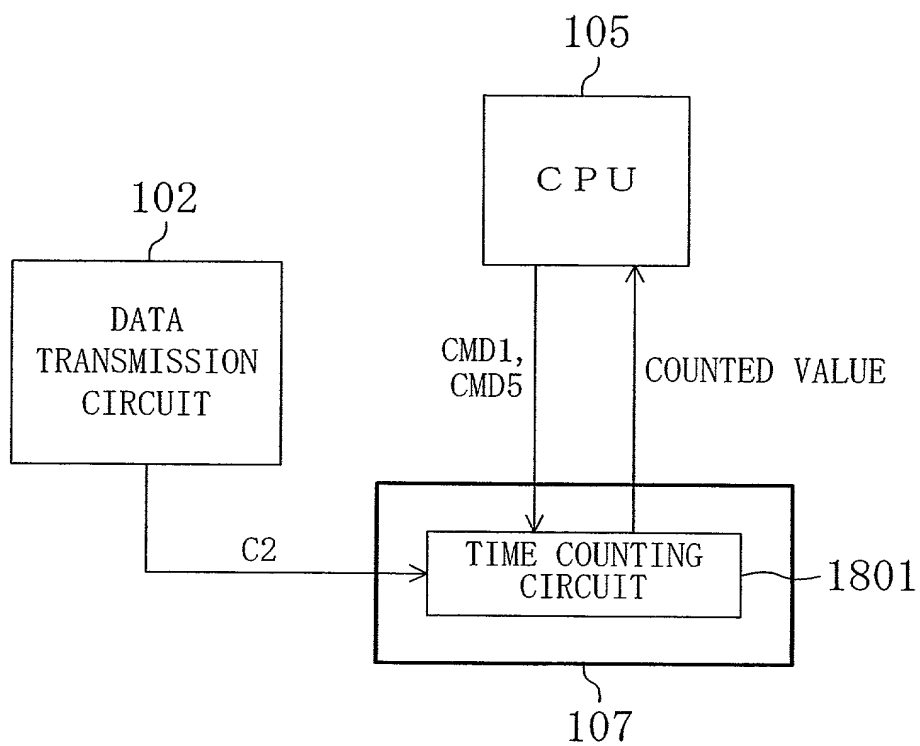 105
CPU
102
DATA
TRANSMISSION
CIRCUIT
CMD1,
CMD5
COUNTED VALUE
C2
TIME COUNTING
CIRCUIT
1801
107